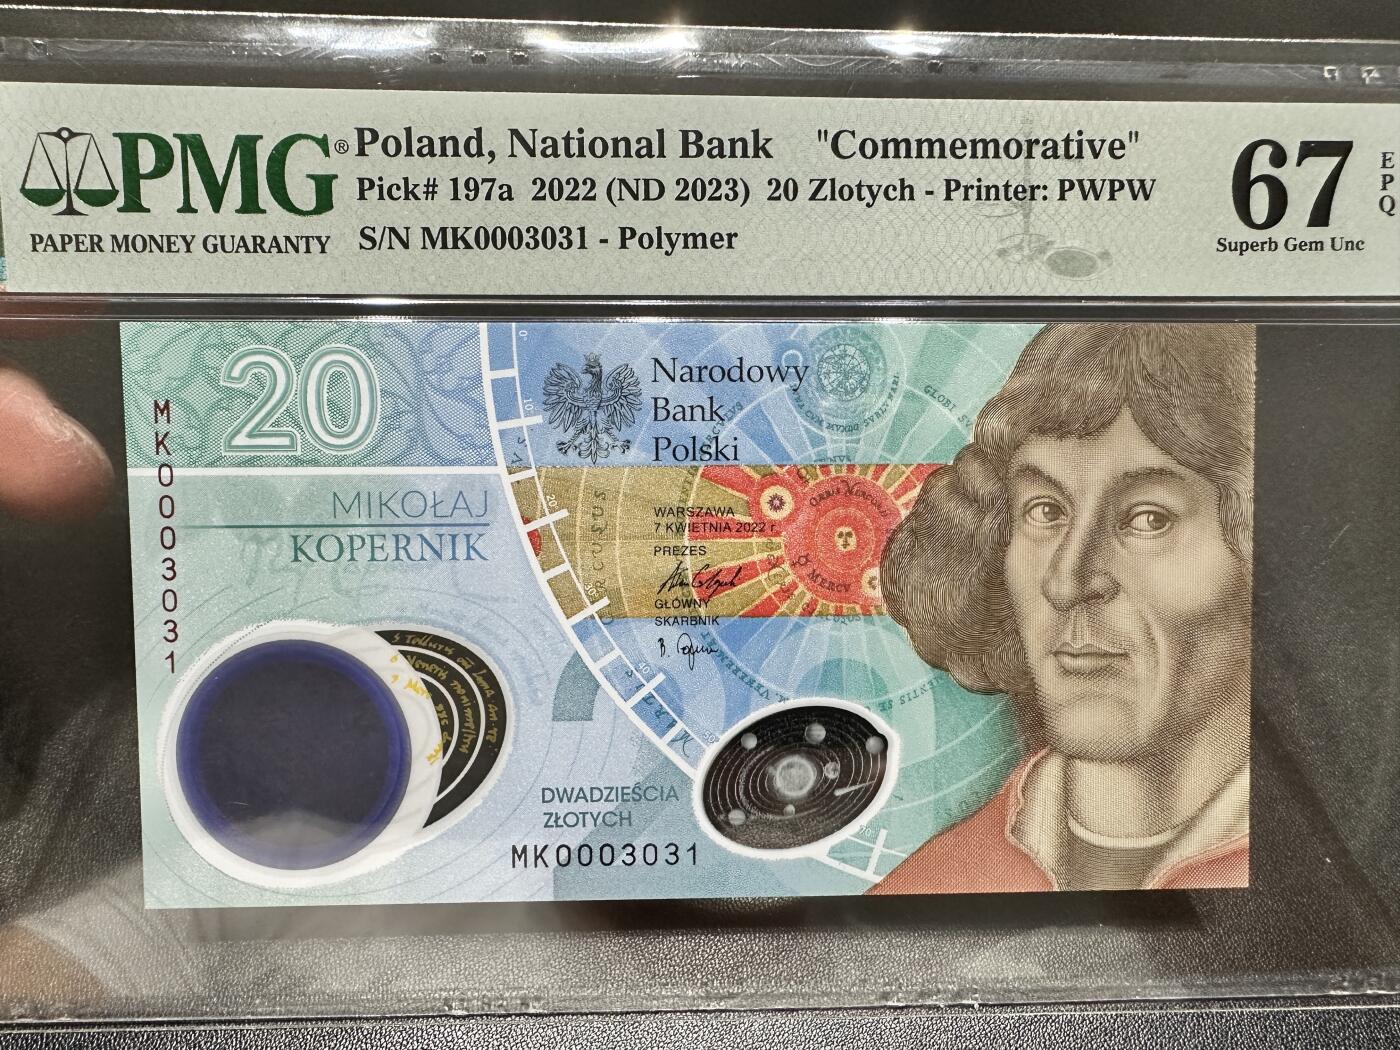 PMG®
PAPER MONEY GUARANTY
Poland, National Bank "Commemorative"
Pick# 197a 2022 (ND 2023) 20 Zlotych - Printer: PWPW
S/N MK0003031 - Polymer
67
EPQ
Superb Gem Unc
20
Narodowy
Bank
Polski
MK0003031
MIKOŁAJ
KOPERNIK
WARSZAWA
7 KWIETNIA 2022 r.
PREZES
GŁÓWNY
SKARBNIK
MERCV
DWADZIEŚCIA
ZŁOTYCH
MK0003031